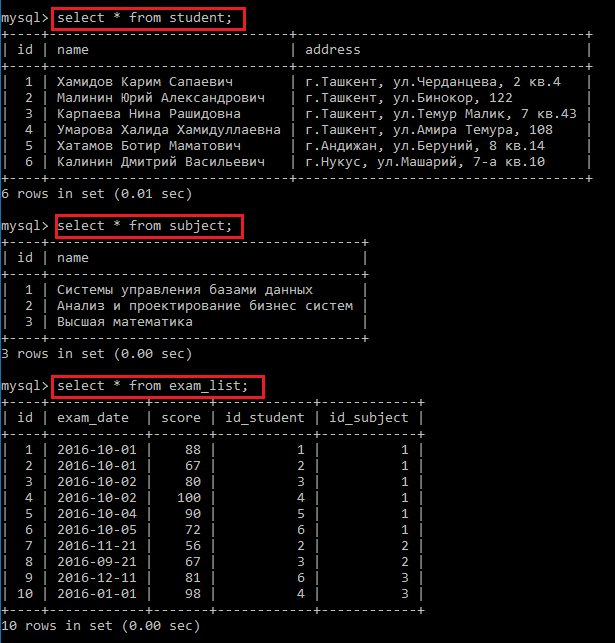 mysql> select * from student;
+----+------------------------------+------------------------------------+
| id | name                         | address                            |
+----+------------------------------+------------------------------------+
|  1 | Хамидов Карим Сапаевич       | г.Ташкент, ул.Черданцева, 2 кв.4   |
|  2 | Малинин Юрий Александрович   | г.Ташкент, ул.Бинокор, 122         |
|  3 | Карпаева Нина Рашидовна      | г.Ташкент, ул.Темур Малик, 7 кв.43 |
|  4 | Умарова Халида Хамидуллаевна | г.Ташкент, ул.Амира Темура, 108    |
|  5 | Хатамов Ботир Маматович      | г.Андижан, ул.Беруний, 8 кв.14     |
|  6 | Калинин Дмитрий Васильевич   | г.Нукус, ул.Машарий, 7-а кв.10     |
+----+------------------------------+------------------------------------+
6 rows in set (0.01 sec)
mysql> select * from subject;
+----+---------------------------------------+
| id | name                                  |
+----+---------------------------------------+
|  1 | Системы управления базами данных      |
|  2 | Анализ и проектирование бизнес систем |
|  3 | Высшая математика                     |
+----+---------------------------------------+
3 rows in set (0.00 sec)
mysql> select * from exam_list;
+----+------------+-------+------------+------------+
| id | exam_date  | score | id_student | id_subject |
+----+------------+-------+------------+------------+
|  1 | 2016-10-01 |    88 |          1 |          1 |
|  2 | 2016-10-01 |    67 |          2 |          1 |
|  3 | 2016-10-02 |    80 |          3 |          1 |
|  4 | 2016-10-02 |   100 |          4 |          1 |
|  5 | 2016-10-04 |    90 |          5 |          1 |
|  6 | 2016-10-05 |    72 |          6 |          1 |
|  7 | 2016-11-21 |    56 |          2 |          2 |
|  8 | 2016-09-21 |    67 |          3 |          2 |
|  9 | 2016-12-11 |    81 |          6 |          3 |
| 10 | 2016-01-01 |    98 |          4 |          3 |
+----+------------+-------+------------+------------+
10 rows in set (0.00 sec)